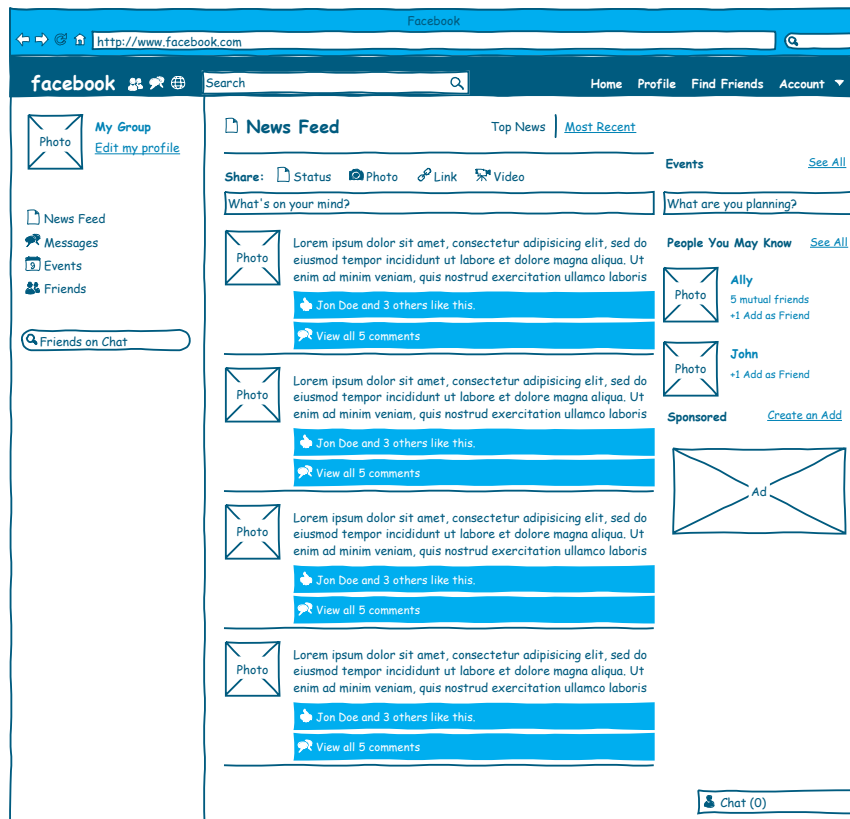 Facebook
http://www.facebook.com
facebook
Search
Home Profile Find Friends Account
Photo
My Group
Edit my profile
News Feed
Messages
9
Events
Friends
Friends on Chat
News Feed
Top News
Most Recent
Share: Status Photo Link Video
What's on your mind?
Photo
Lorem ipsum dolor sit amet, consectetur adipisicing elit, sed do
eiusmod tempor incididunt ut labore et dolore magna aliqua. Ut
enim ad minim veniam, quis nostrud exercitation ullamco laboris
Jon Doe and 3 others like this.
View all 5 comments
Photo
Lorem ipsum dolor sit amet, consectetur adipisicing elit, sed do
eiusmod tempor incididunt ut labore et dolore magna aliqua. Ut
enim ad minim veniam, quis nostrud exercitation ullamco laboris
Jon Doe and 3 others like this.
View all 5 comments
Photo
Lorem ipsum dolor sit amet, consectetur adipisicing elit, sed do
eiusmod tempor incididunt ut labore et dolore magna aliqua. Ut
enim ad minim veniam, quis nostrud exercitation ullamco laboris
Jon Doe and 3 others like this.
View all 5 comments
Photo
Lorem ipsum dolor sit amet, consectetur adipisicing elit, sed do
eiusmod tempor incididunt ut labore et dolore magna aliqua. Ut
enim ad minim veniam, quis nostrud exercitation ullamco laboris
Jon Doe and 3 others like this.
View all 5 comments
Events
See All
What are you planning?
People You May Know
See All
Photo
Ally
5 mutual friends
+1 Add as Friend
Photo
John
+1 Add as Friend
Sponsored
Create an Add
Ad
Chat (0)